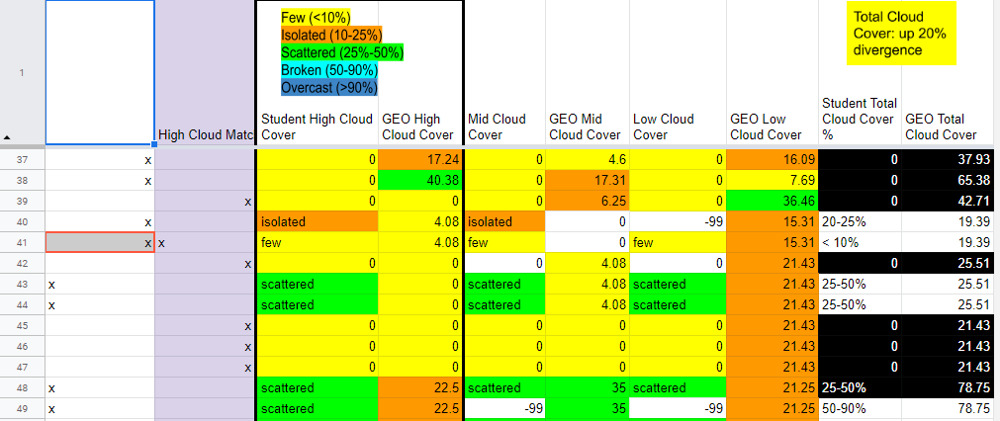 Few (<10%)
Isolated (10-25%)
Scattered (25%-50%)
Broken (50-90%)
Overcast (>90%)
Total Cloud
Cover: up 20%
divergence
1
High Cloud Matc
Student High Cloud
Cover
GEO High
Cloud Cover
Mid Cloud
Cover
GEO Mid
Cloud Cover
Low Cloud
Cover
GEO Low
Cloud Cover
Student Total
Cloud Cover
%
GEO Total
Cloud Cover
37 x 0 17.24 0 4.6 0 16.09 0 37.93
38 x 0 40.38 0 17.31 0 7.69 0 65.38
39 x 0 0 0 6.25 0 36.46 0 42.71
40 x isolated 4.08 isolated 0 -99 15.31 20-25% 19.39
41 x x few 4.08 few 0 few 15.31 < 10% 19.39
42 x 0 0 0 4.08 0 21.43 0 25.51
43 x scattered 0 scattered 4.08 scattered 21.43 25-50% 25.51
44 x scattered 0 scattered 4.08 scattered 21.43 25-50% 25.51
45 x 0 0 0 0 0 21.43 0 21.43
46 x 0 0 0 0 0 21.43 0 21.43
47 x 0 0 0 0 0 21.43 0 21.43
48 x scattered 22.5 scattered 35 scattered 21.25 25-50% 78.75
49 x scattered 22.5 -99 35 -99 21.25 50-90% 78.75